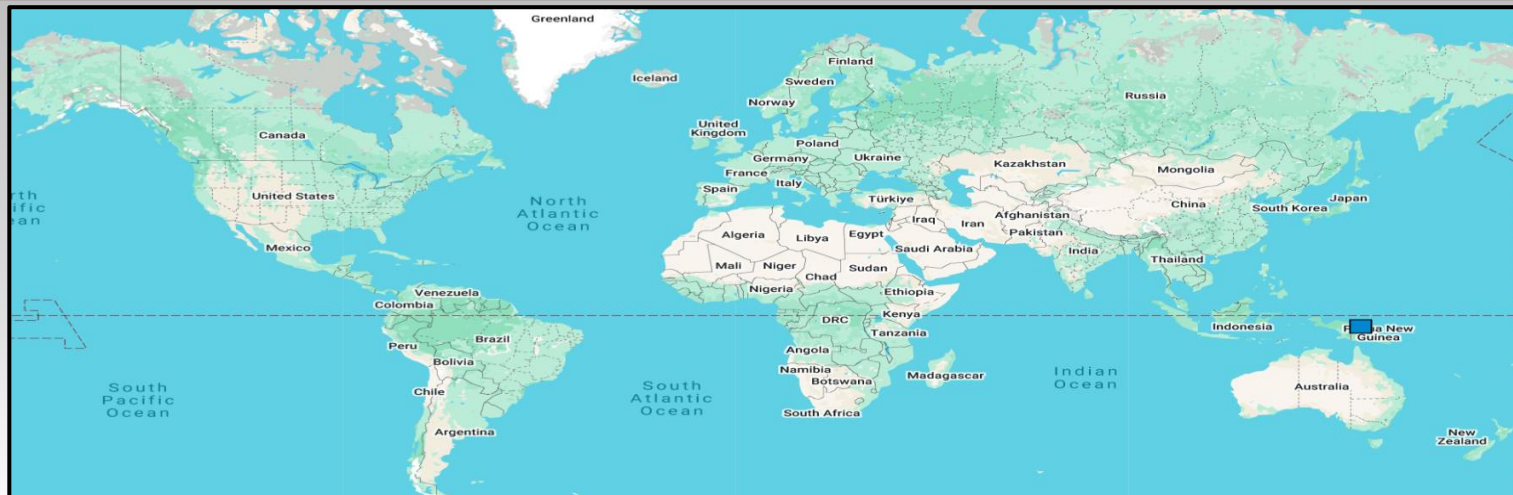 Greenland
Iceland
Finland
Sweden
Norway
Russia
Canada
United
Kingdom
Poland
Germany
Ukraine
France
Kazakhstan
Mongolia
Italy
Spain
United States
Türkiye
North
Atlantic
Ocean
China
Japan
South Korea
Afghanistan
Iraq
Iran
Pakistan
Algeria
Libya
Egypt
Saudi Arabia
Mexico
India
Thailand
Mali
Niger
Chad
Sudan
Nigeria
Ethiopia
Venezuela
Colombia
DRC
Kenya
Tanzania
Indonesia
New
Guinea
Peru
Brazil
Angola
Bolivia
Namibia
Botswana
Madagascar
Indian
Ocean
South
Pacific
Ocean
Chile
South
Atlantic
Ocean
Australia
South Africa
Argentina
New
Zealand